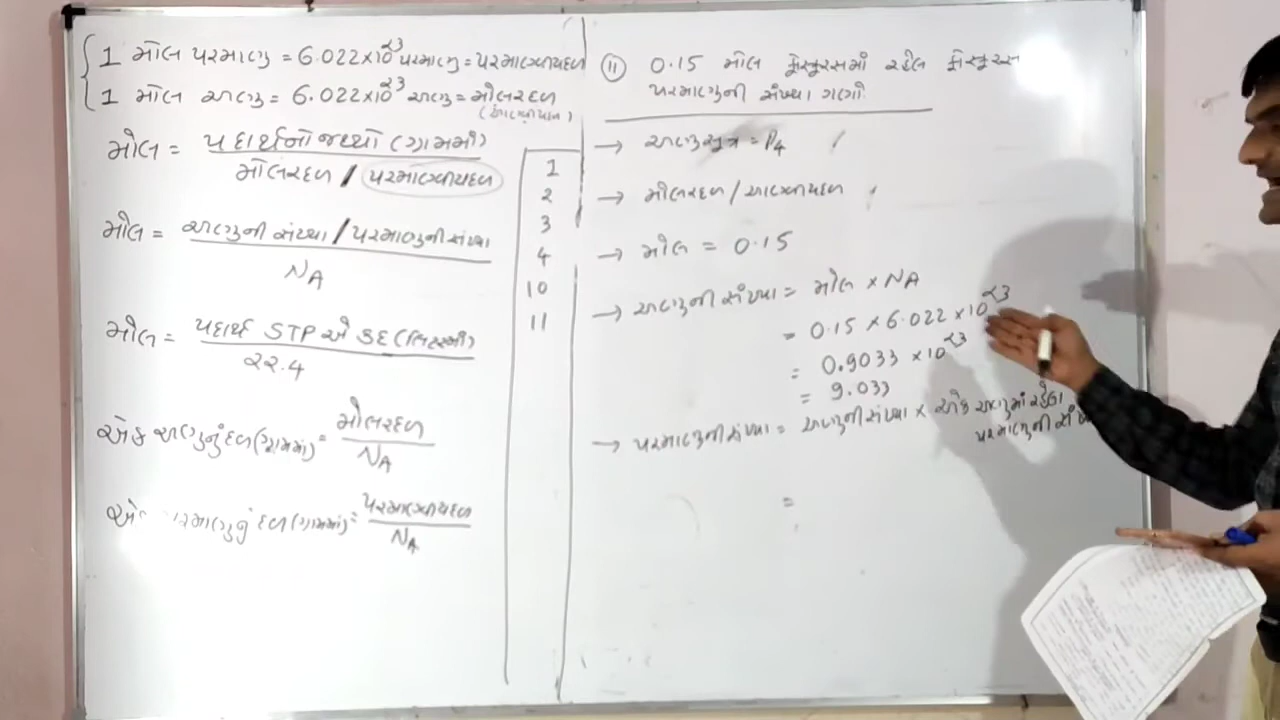 1 મોલ પરમાણુ = 6.022×10²³ પરમાણુ = પરમાણ્વીયદળ
1 મોલ અણુ = 6.022×10²³ અણુ = મોલરદળ
(આણ્વીયદળ)
મોલ = પદાર્થનો જથ્થો (ગ્રામમાં)
મોલરદળ / પરમાણ્વીયદળ
મોલ = અણુની સંખ્યા / પરમાણુની સંખ્યા
NA
મોલ = પદાર્થ STP એ કદ (લિટરમાં)
૨૨.4
એક અણુનું દળ (ગ્રામમાં) = મોલરદળ
NA
પરમાણુનું દળ (ગ્રામમાં) = પરમાણ્વીયદળ
NA
1
2
3
4
10
11
(11) 0.15 મોલ ફોસ્ફરસમાં રહેલ ફોસ્ફરસ
પરમાણુની સંખ્યા ગણો.
→ અણુસુત્ર = P4
→ મોલરદળ / આણ્વીયદળ
→ મોલ = 0.15
→ અણુની સંખ્યા = મોલ × NA
= 0.15 × 6.022 × 10²³
= 0.9033 × 10²³
= 9.033
→ પરમાણુની સંખ્યા = અણુની સંખ્યા × એક અણુમાં રહેલા
પરમાણુની
=